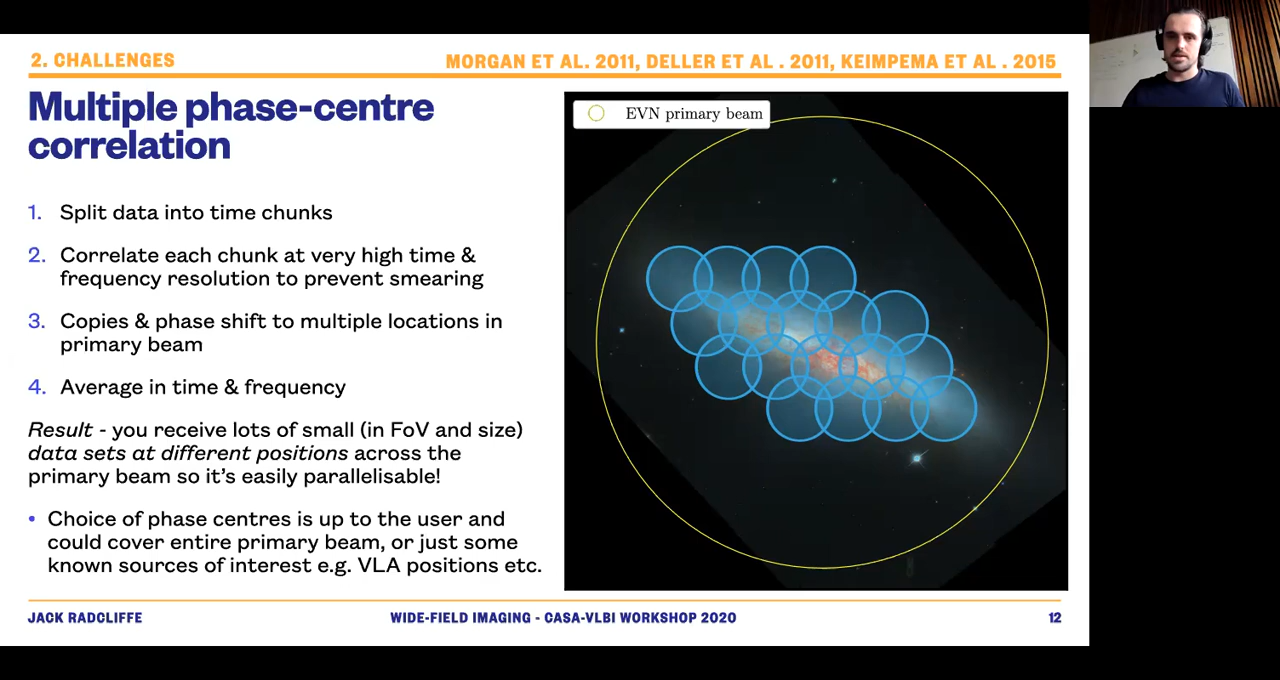 2. CHALLENGES
MORGAN ET AL. 2011, DELLER ET AL . 2011, KEIMPEMA ET AL . 2015
Multiple phase-centre
correlation
1. Split data into time chunks
2. Correlate each chunk at very high time &
frequency resolution to prevent smearing
3. Copies & phase shift to multiple locations in
primary beam
4. Average in time & frequency
Result - you receive lots of small (in FoV and size)
data sets at different positions across the
primary beam so it's easily parallelisable!
• Choice of phase centres is up to the user and
could cover entire primary beam, or just some
known sources of interest e.g. VLA positions etc.
EVN primary beam
JACK RADCLIFFE
WIDE-FIELD IMAGING - CASA-VLBI WORKSHOP 2020
12